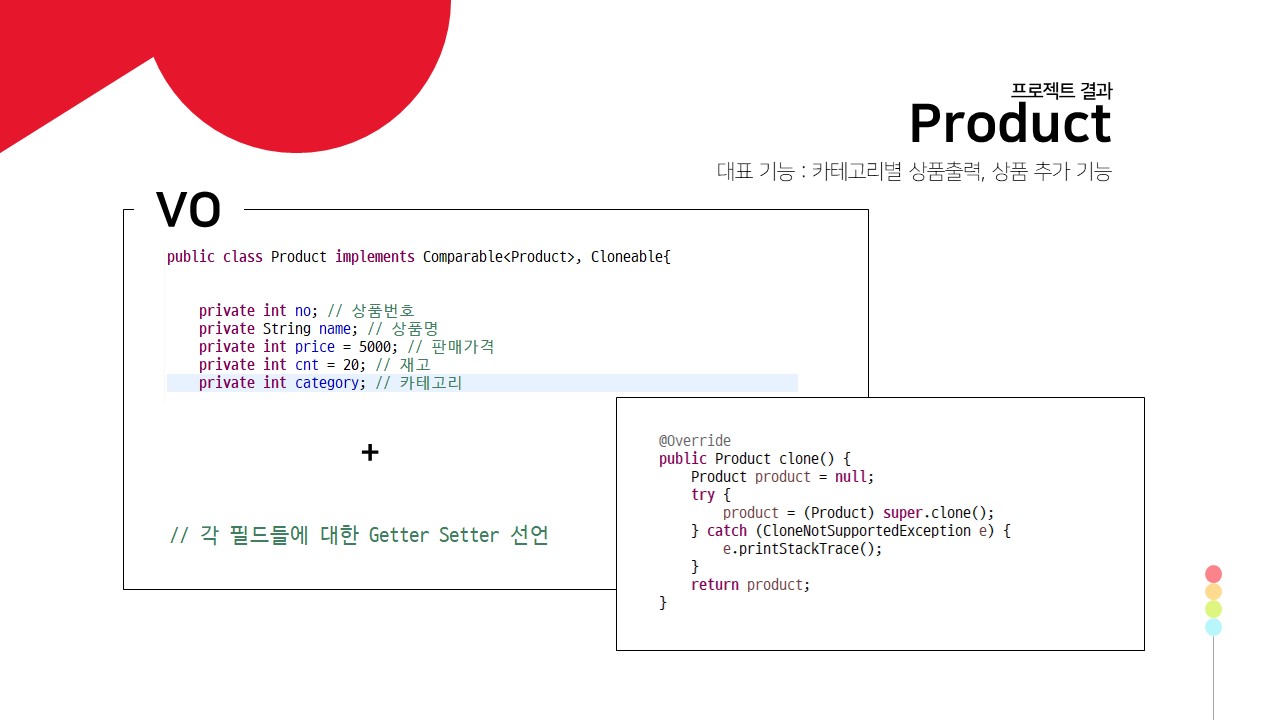 프로젝트 결과
Product
대표 기능 : 카테고리별 상품출력, 상품 추가 기능
VO
public class Product implements Comparable<Product>, Cloneable{
private int no; // 상품번호
private String name; // 상품명
private int price = 5000; // 판매가격
private int cnt = 20; // 재고
private int category; // 카테고리
+
// 각 필드들에 대한 Getter Setter 선언
@Override
public Product clone() {
Product product = null;
try {
product = (Product) super.clone();
} catch (CloneNotSupportedException e) {
e.printStackTrace();
}
return product;
}